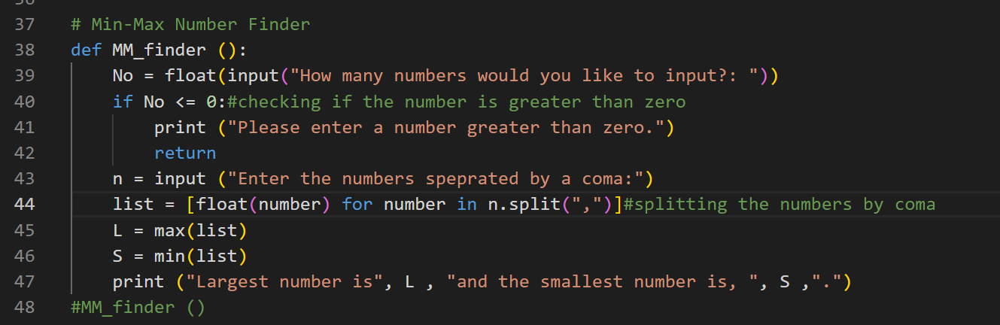 36
37 # Min-Max Number Finder
38 def MM_finder ():
39     No = float(input("How many numbers would you like to input?: "))
40     if No <= 0:#checking if the number is greater than zero
41         print ("Please enter a number greater than zero.")
42         return
43     n = input ("Enter the numbers speprated by a coma:")
44     list = [float(number) for number in n.split(",")]#splitting the numbers by coma
45     L = max(list)
46     S = min(list)
47     print ("Largest number is", L , "and the smallest number is, ", S ,".")
48 #MM_finder ()